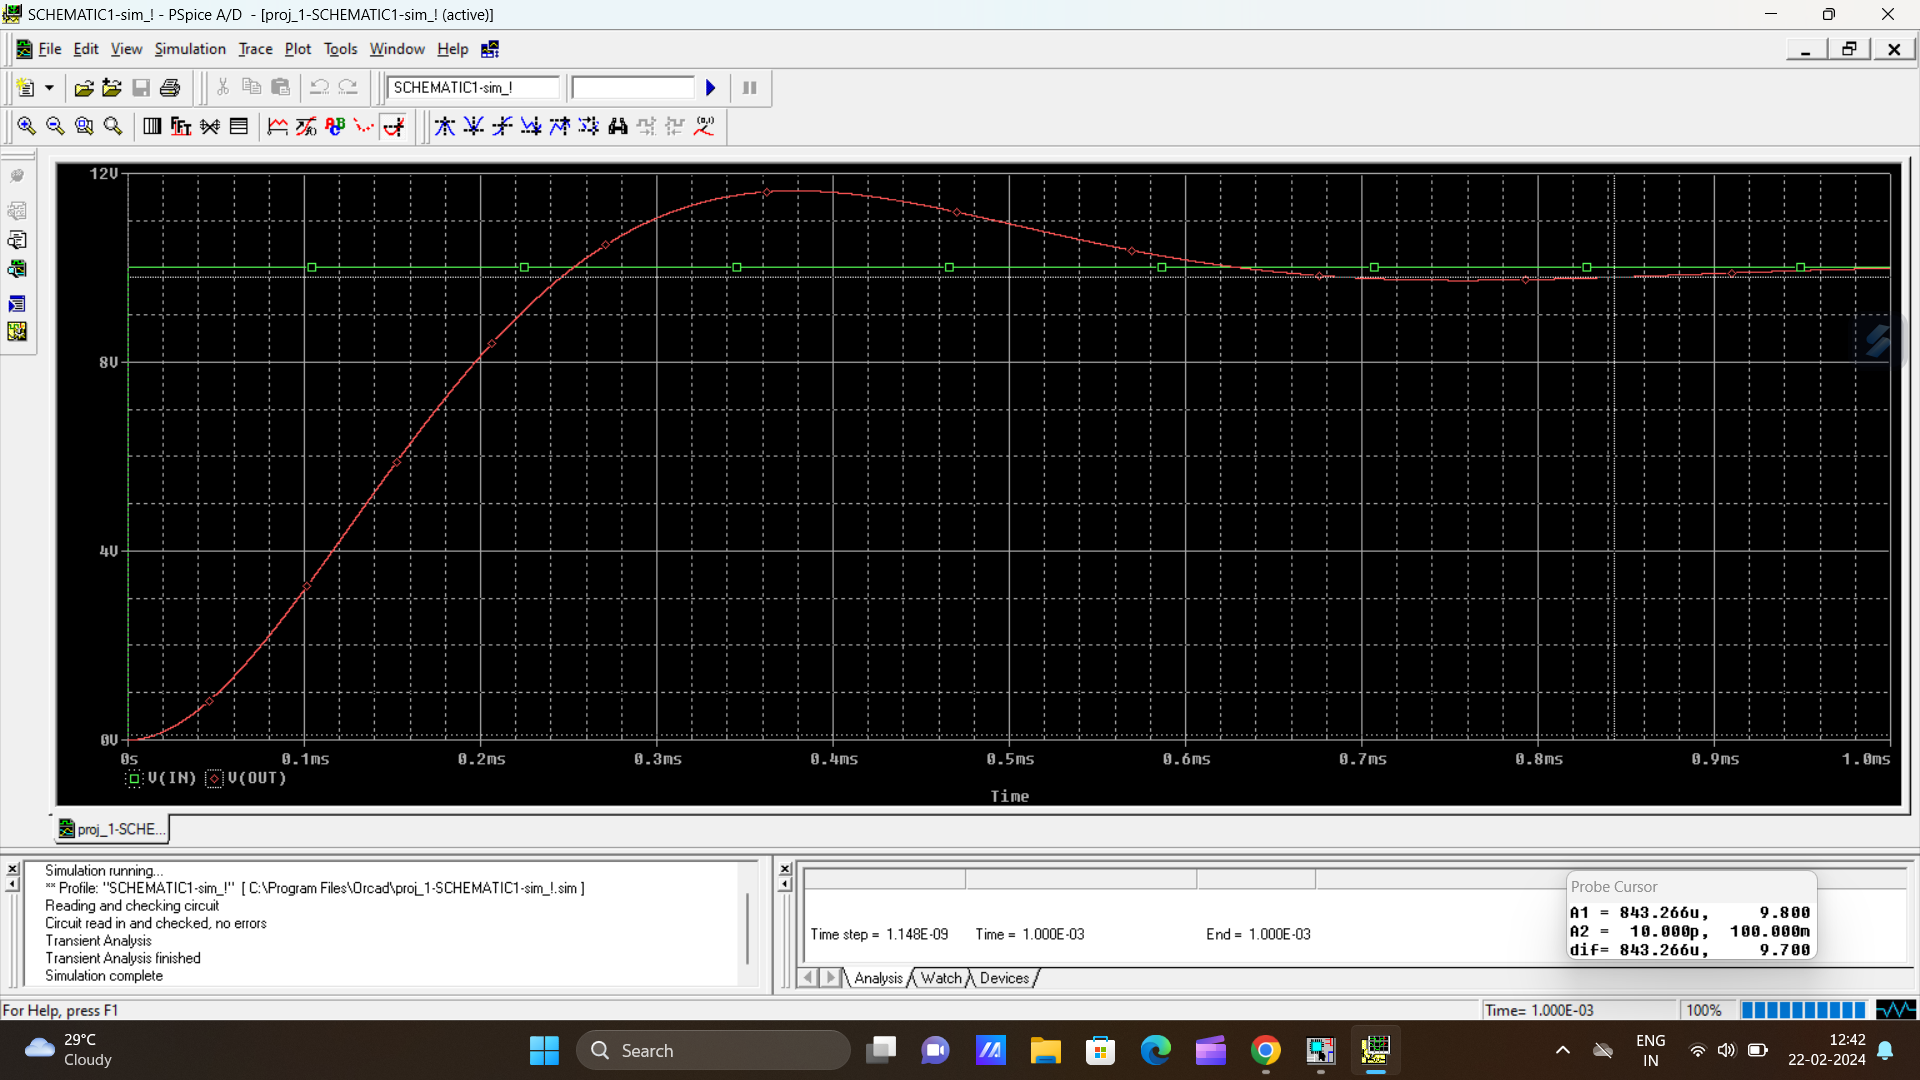 SCHEMATIC1-sim_! - PSpice A/D - [proj_1-SCHEMATIC1-sim_! (active)]
File Edit View Simulation Trace Plot Tools Window Help
SCHEMATIC1-sim_!
12V
8V
4V
0V
0s 0.1ms 0.2ms 0.3ms 0.4ms 0.5ms 0.6ms 0.7ms 0.8ms 0.9ms 1.0ms
V(IN) V(OUT)
Time
proj_1-SCHE...
Simulation running...
** Profile: "SCHEMATIC1-sim_!" [ C:\Program Files\Orcad\proj_1-SCHEMATIC1-sim_!.sim ]
Reading and checking circuit
Circuit read in and checked, no errors
Transient Analysis
Transient Analysis finished
Simulation complete
Time step = 1.148E-09 Time = 1.000E-03 End = 1.000E-03
Analysis Watch Devices
Probe Cursor
A1 = 843.266u, 9.800
A2 = 10.000p, 100.000m
dif= 843.266u, 9.700
For Help, press F1
Time= 1.000E-03 100%
29°C
Cloudy
Search
ENG
IN
12:42
22-02-2024